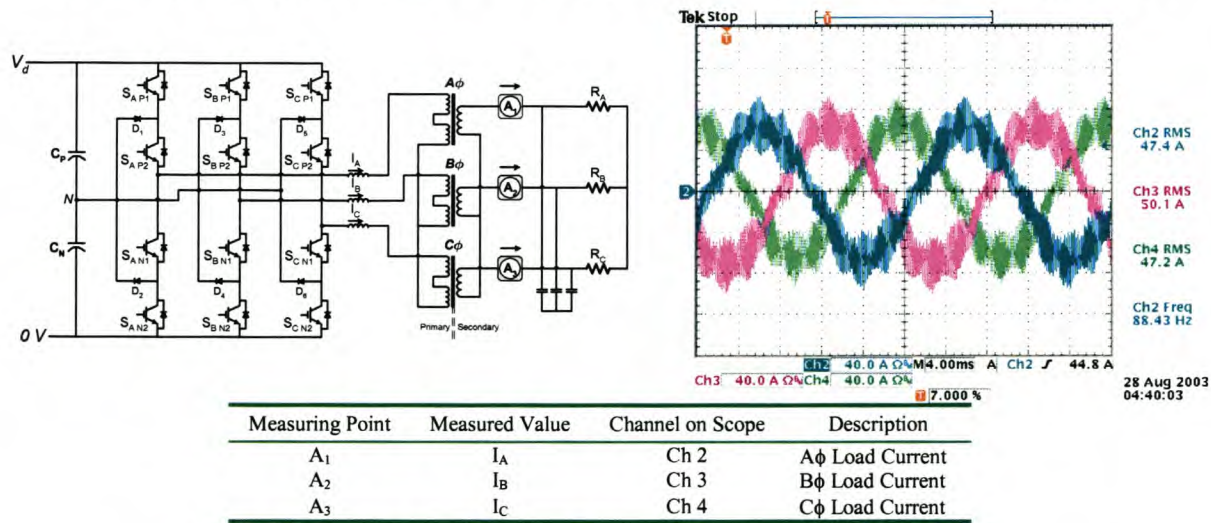 V_d
0 V
N
C_P
C_N
S_A P1
S_B P1
S_C P1
D_1
D_3
D_5
S_A P2
S_B P2
S_C P2
S_A N1
S_B N1
S_C N1
D_2
D_4
D_6
S_A N2
S_B N2
S_C N2
I_A
I_B
I_C
Aϕ
Bϕ
Cϕ
A_1
A_2
A_3
R_A
R_B
R_C
Primary
Secondary
Tek Stop
T
T
2
Ch2 RMS
47.4 A
Ch3 RMS
50.1 A
Ch4 RMS
47.2 A
Ch2 Freq
88.43 Hz
Ch2 40.0 A Ω M 4.00ms A Ch2 44.8 A
Ch3 40.0 A Ω Ch4 40.0 A Ω
T 7.000 %
28 Aug 2003
04:40:03
Measuring Point Measured Value Channel on Scope Description
A₁ I_A Ch 2 Aϕ Load Current
A₂ I_B Ch 3 Bϕ Load Current
A₃ I_C Ch 4 Cϕ Load Current